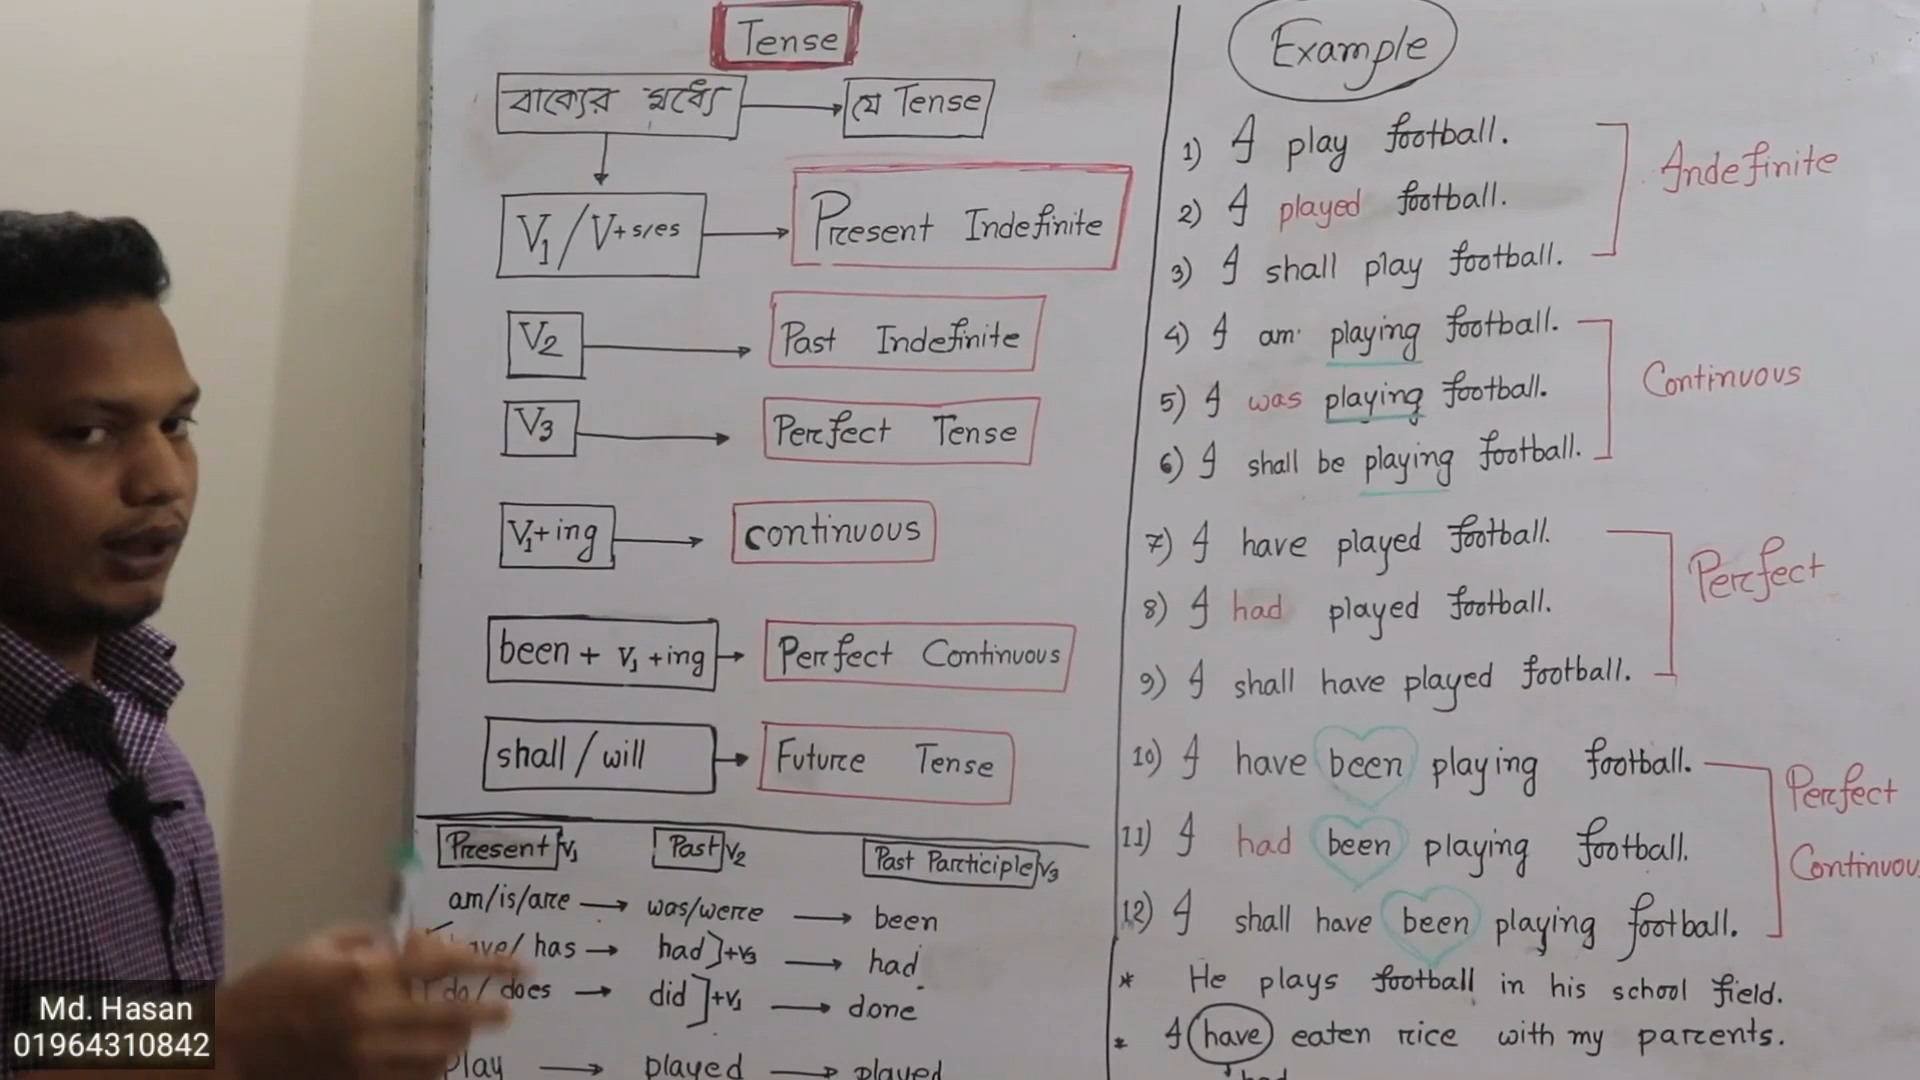 Tense
বাক্যের মধ্যে → যে Tense
V1 / V+s/es → Present Indefinite
V2 → Past Indefinite
V3 → Perfect Tense
V1+ing → continuous
been + V1 +ing → Perfect Continuous
shall / will → Future Tense
Present V1 Past V2 Past Participle V3
am/is/are → was/were → been
/ has → had]+V3 → had
do/ does → did]+V1 → done
play → played → played
Example
1) I play football.
2) I played football.
3) I shall play football.
Indefinite
4) I am playing football.
5) I was playing football.
6) I shall be playing football.
Continuous
7) I have played football.
8) I had played football.
9) I shall have played football.
Perfect
10) I have been playing football.
11) I had been playing football.
12) I shall have been playing football.
Perfect
Continuou
* He plays football in his school field.
* I have eaten rice with my parents.
had
Md. Hasan
01964310842